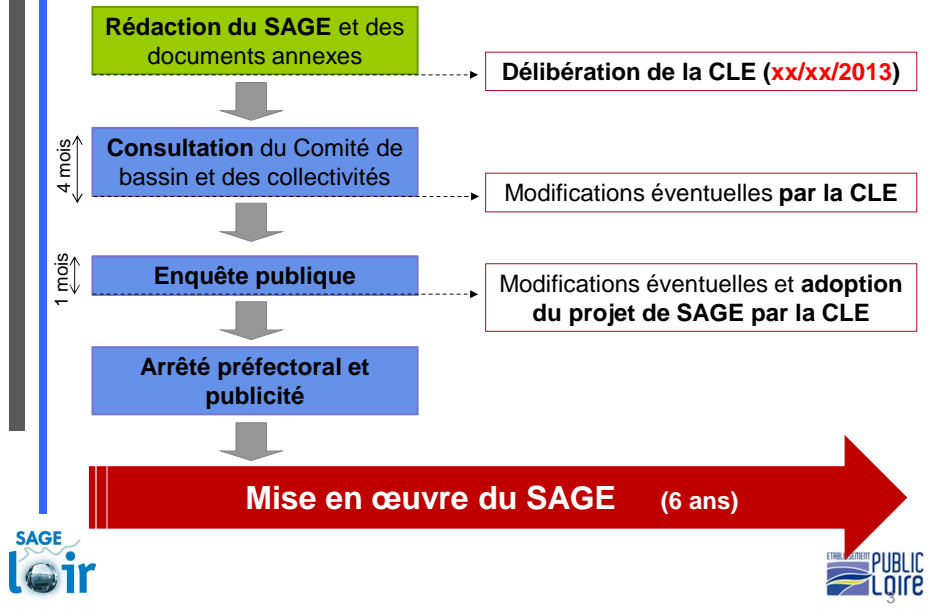 Rédaction du SAGE et des
documents annexes
Délibération de la CLE (xx/xx/2013)
4 mois
Consultation du Comité de
bassin et des collectivités
Modifications éventuelles par la CLE
1 mois
Enquête publique
Modifications éventuelles et adoption
du projet de SAGE par la CLE
Arrêté préfectoral et
publicité
Mise en œuvre du SAGE (6 ans)
SAGE
loir
ETABLISSEMENT PUBLIC
LOIRE
3